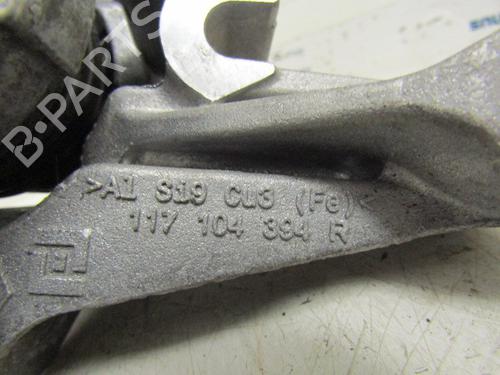 B-PARTS
>Al Si9 Cu3 (Fe)<
117 104 394 R